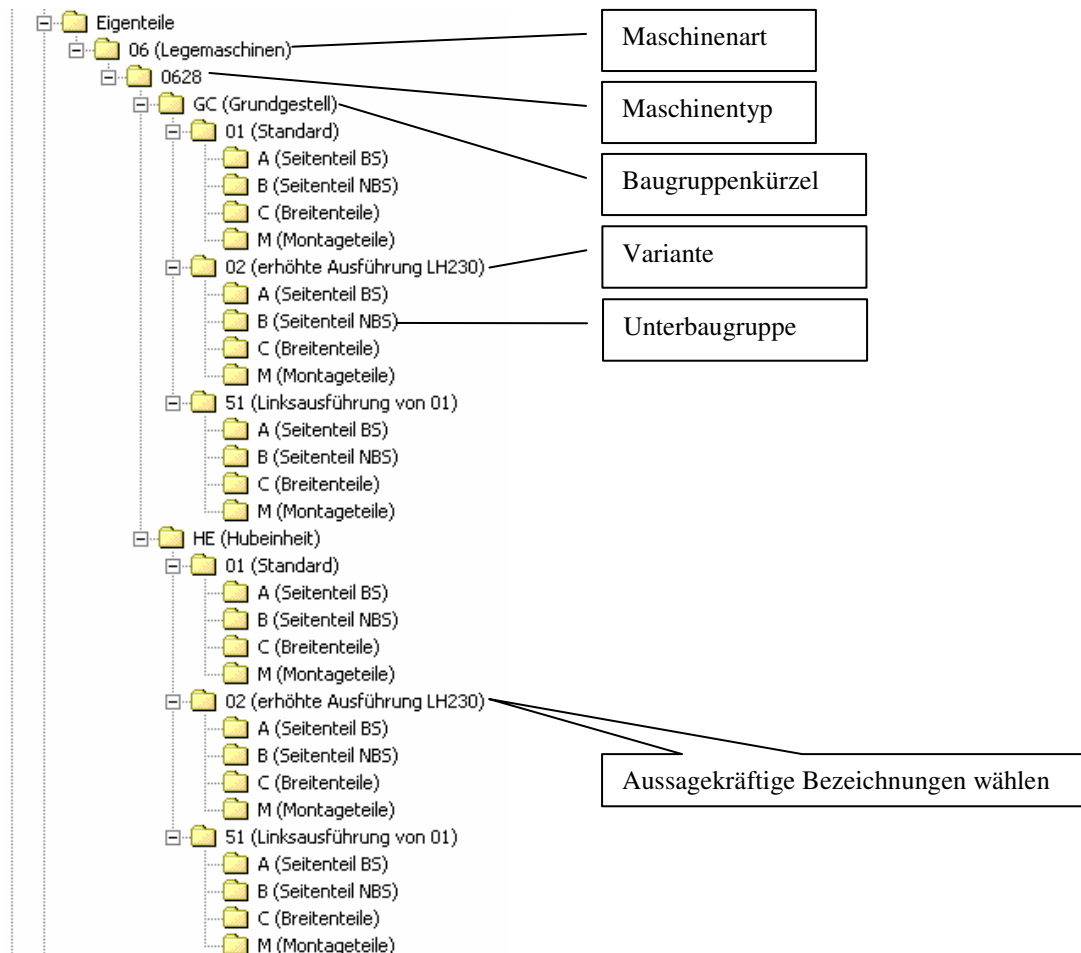 Eigenteile
06 (Legemaschinen)
Maschinenart
0628
Maschinentyp
GC (Grundgestell)
Baugruppenkürzel
01 (Standard)
A (Seitenteil BS)
B (Seitenteil NBS)
C (Breitenteile)
M (Montageteile)
02 (erhöhte Ausführung LH230)
Variante
A (Seitenteil BS)
B (Seitenteil NBS)
Unterbaugruppe
C (Breitenteile)
M (Montageteile)
51 (Linksausführung von 01)
A (Seitenteil BS)
B (Seitenteil NBS)
C (Breitenteile)
M (Montageteile)
HE (Hubeinheit)
01 (Standard)
A (Seitenteil BS)
B (Seitenteil NBS)
C (Breitenteile)
M (Montageteile)
02 (erhöhte Ausführung LH230)
Aussagekräftige Bezeichnungen wählen
A (Seitenteil BS)
B (Seitenteil NBS)
C (Breitenteile)
M (Montageteile)
51 (Linksausführung von 01)
A (Seitenteil BS)
B (Seitenteil NBS)
C (Breitenteile)
M (Montageteile)